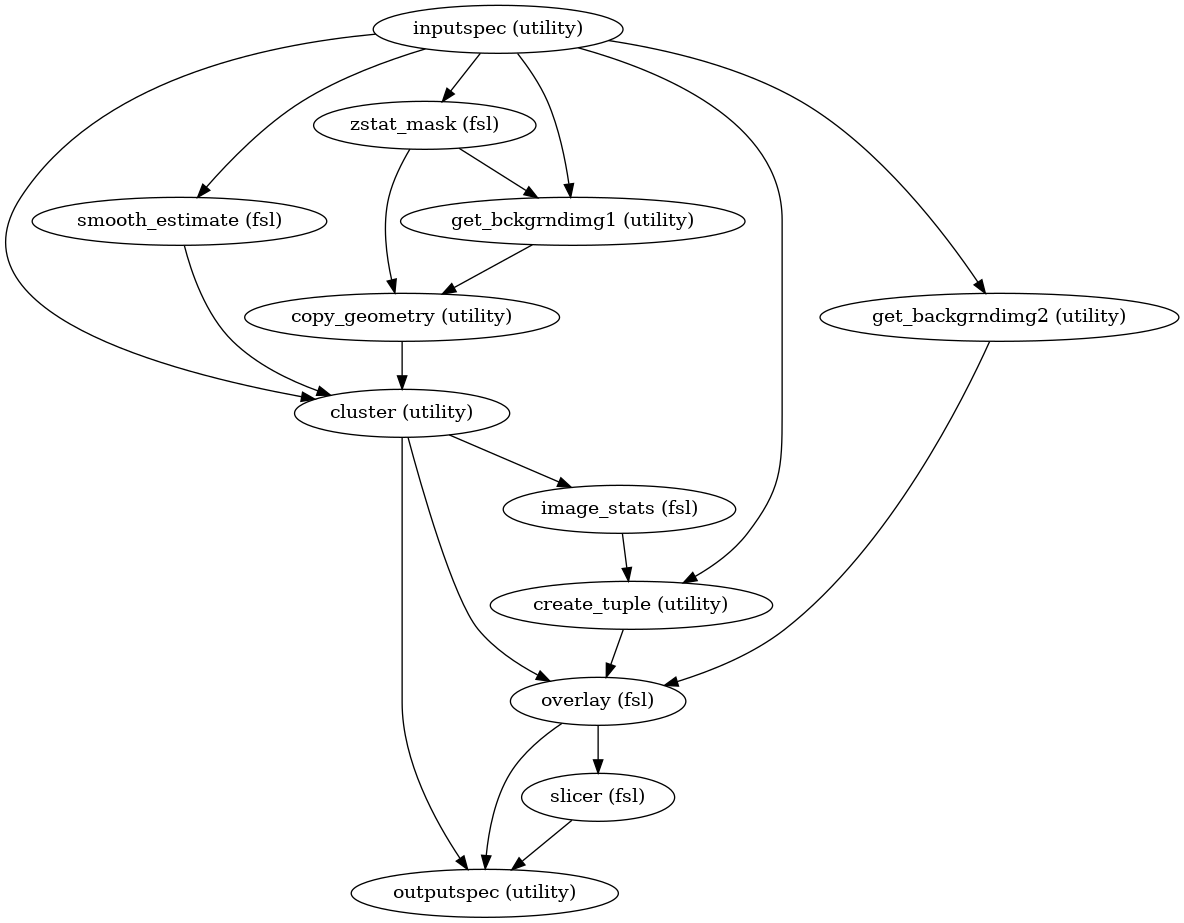 inputspec (utility)
zstat_mask (fsl)
smooth_estimate (fsl)
get_bckgrndimg1 (utility)
copy_geometry (utility)
get_backgrndimg2 (utility)
cluster (utility)
image_stats (fsl)
create_tuple (utility)
overlay (fsl)
slicer (fsl)
outputspec (utility)